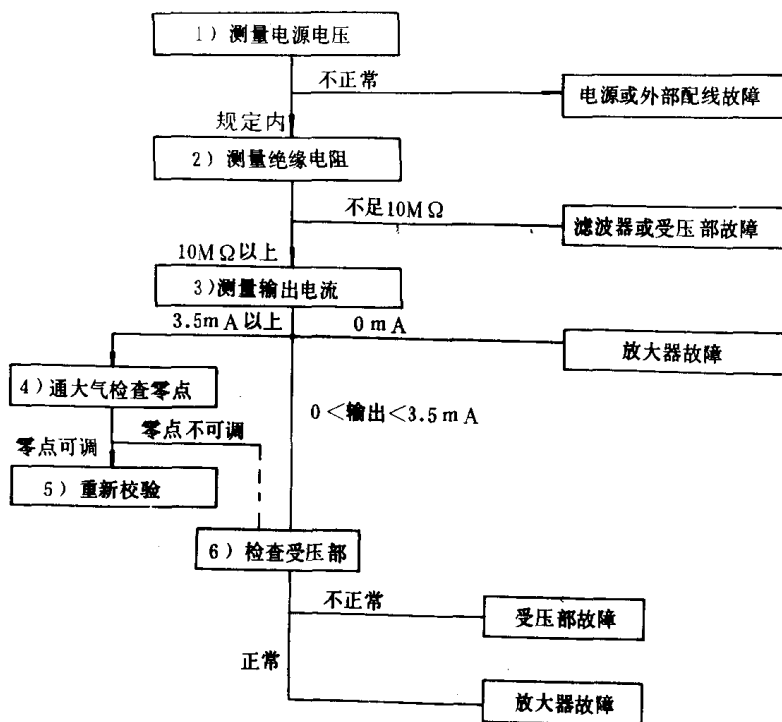 1）测量电源电压
不正常
电源或外部配线故障
规定内
2）测量绝缘电阻
不足10MΩ
滤波器或受压部故障
10MΩ以上
3)测量输出电流
3.5mA以上
0mA
放大器故障
4）通大气检查零点
0＜输出＜3.5mA
零点不可调
零点可调
5）重新校验
6）检查受压部
不正常
受压部故障
正常
放大器故障